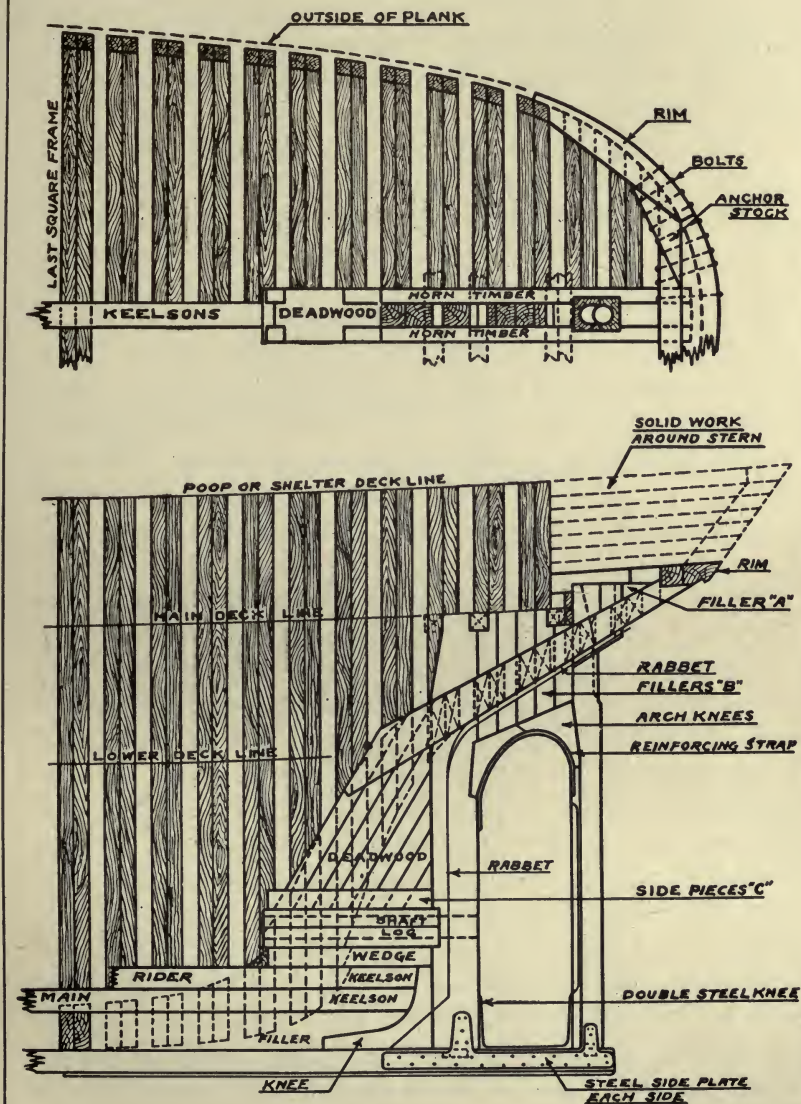 OUTSIDE OF PLANK
RIM
BOLTS
ANCHOR
STOCK
LAST SQUARE FRAME
HORN TIMBER
KEELSONS
DEADWOOD
HORN TIMBER
SOLID WORK
AROUND STERN
POOP OR SHELTER DECK LINE
RIM
FILLER "A"
MAIN DECK LINE
RABBET
FILLERS "B"
ARCH KNEES
LOWER DECK LINE
REINFORCING STRAP
DEADWOOD
RABBET
SIDE PIECES "C"
SHAFT
LOG
WEDGE
RIDER
KEELSON
MAIN
KEELSON
DOUBLE STEEL KNEE
FILLER
KNEE
STEEL SIDE PLATE
EACH SIDE